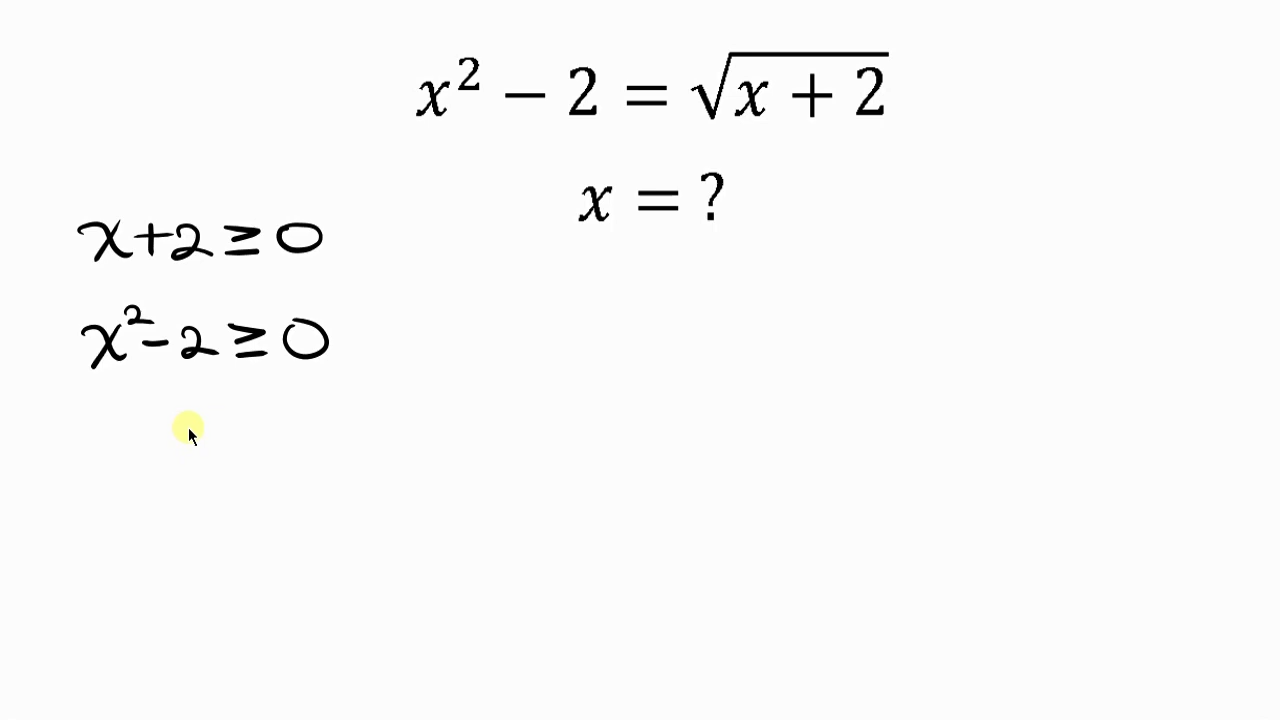 x² − 2 = √(x + 2)
x = ?
x+2 ≥ 0
x²-2 ≥ 0